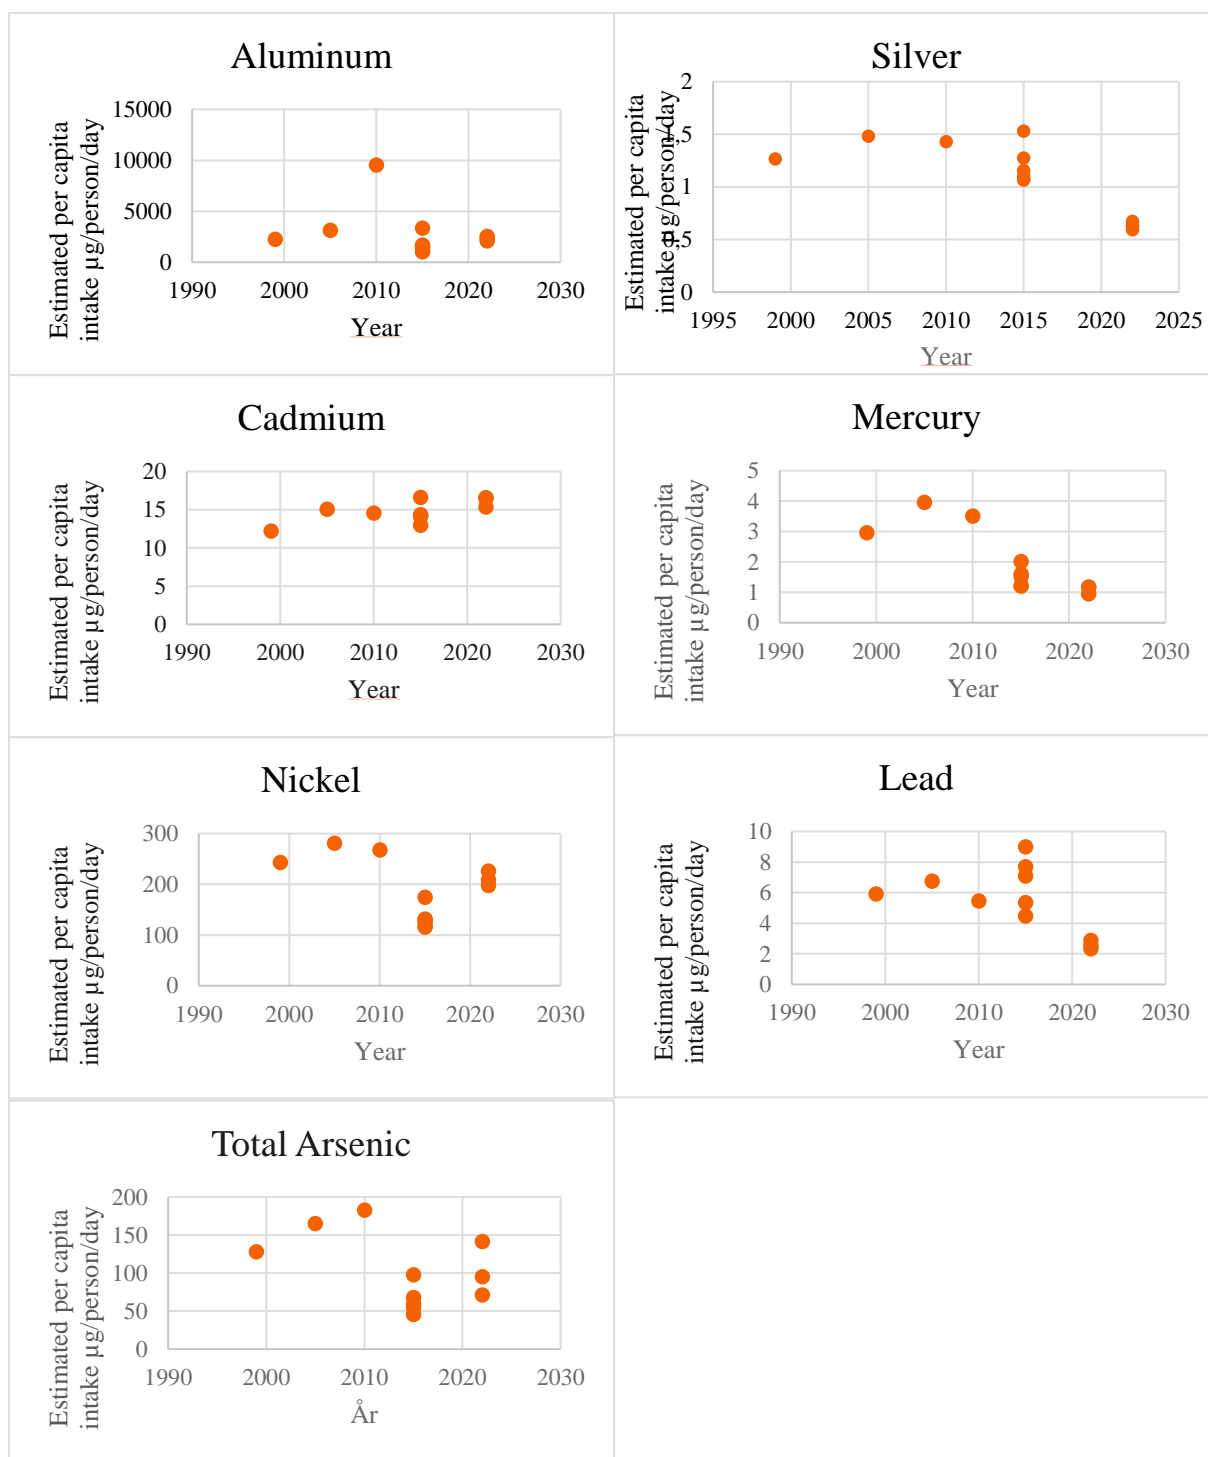 Aluminum
Estimated per capita
intake µg/person/day
15000
10000
5000
0
1990 2000 2010 2020 2030
Year
Silver
Estimated per capita
intake µg/person/day
2
1,5
1
0,5
0
1995 2000 2005 2010 2015 2020 2025
Year
Cadmium
Estimated per capita
intake µg/person/day
20
15
10
5
0
1990 2000 2010 2020 2030
Year
Mercury
Estimated per capita
intake µg/person/day
5
4
3
2
1
0
1990 2000 2010 2020 2030
Year
Nickel
Estimated per capita
intake µg/person/day
300
200
100
0
1990 2000 2010 2020 2030
Year
Lead
Estimated per capita
intake µg/person/day
10
8
6
4
2
0
1990 2000 2010 2020 2030
Year
Total Arsenic
Estimated per capita
intake µg/person/day
200
150
100
50
0
1990 2000 2010 2020 2030
År